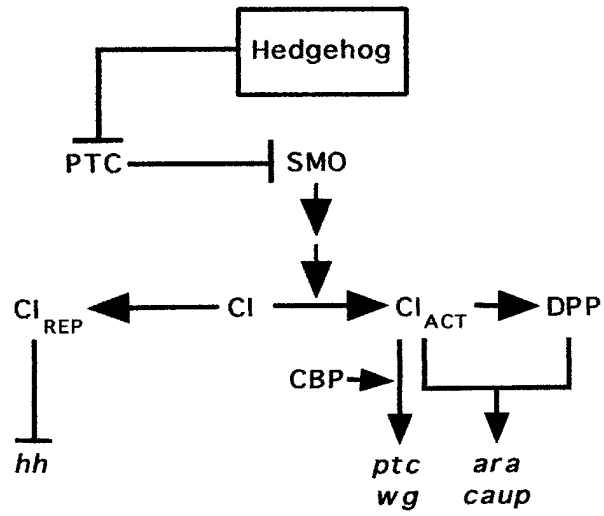 Hedgehog
PTC SMO
CI REP CI CI ACT DPP
CBP
hh ptc ara
wg caup